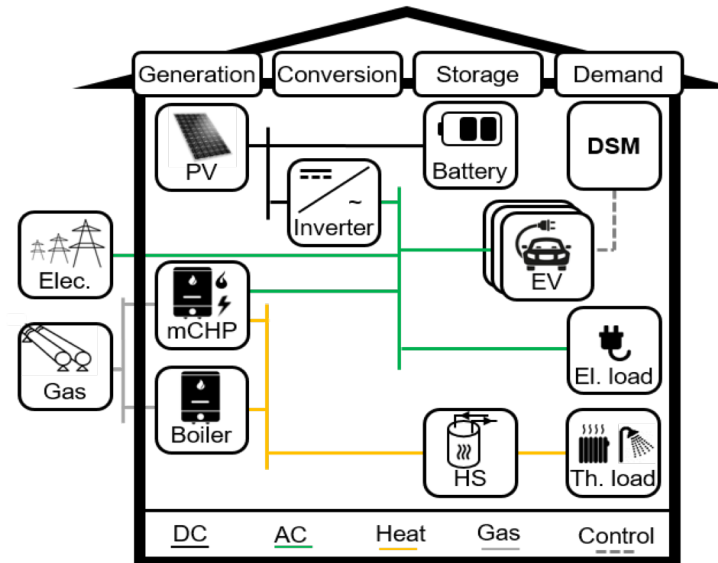 Generation Conversion Storage Demand
PV
Battery
DSM
~
Inverter
Elec.
EV
mCHP
Gas
El. load
Boiler
HS
Th. load
DC AC Heat Gas Control